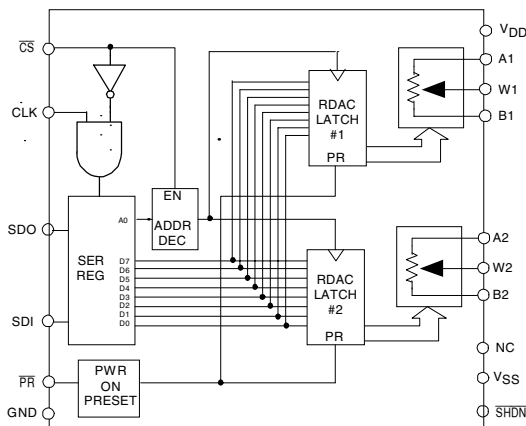 CS
CLK
SDO
SDI
PR
GND
SER
REG
A0
D7
D6
D5
D4
D3
D2
D1
D0
EN
ADDR
DEC
PWR
ON
PRESET
RDAC
LATCH
#1
PR
RDAC
LATCH
#2
PR
VDD
A1
W1
B1
A2
W2
B2
NC
VSS
SHDN